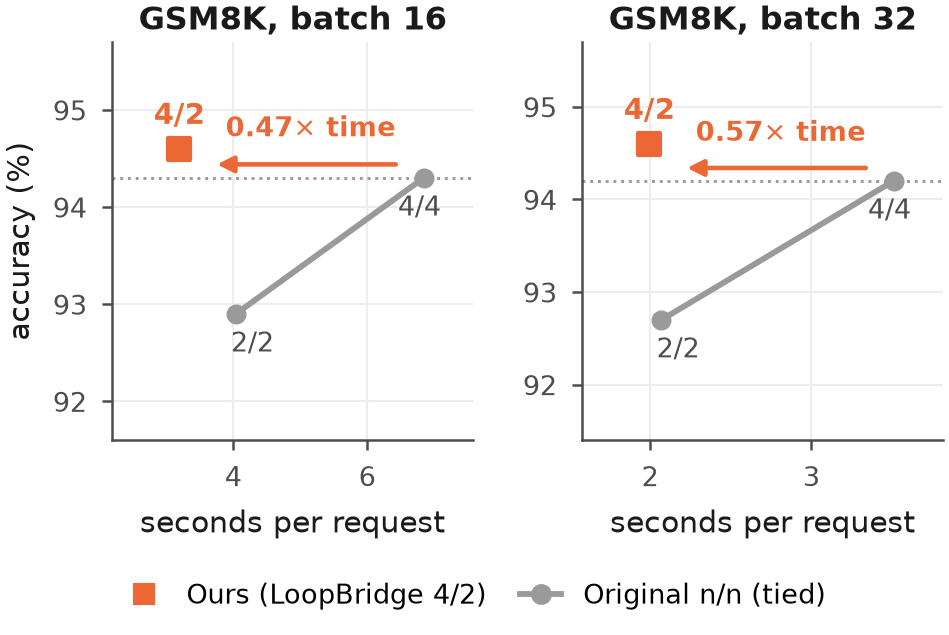 GSM8K, batch 16
accuracy (%)
95
94
93
92
4/2
0.47× time
4/4
2/2
4
6
seconds per request
GSM8K, batch 32
95
94
93
92
4/2
0.57× time
4/4
2/2
2
3
seconds per request
Ours (LoopBridge 4/2)
Original n/n (tied)